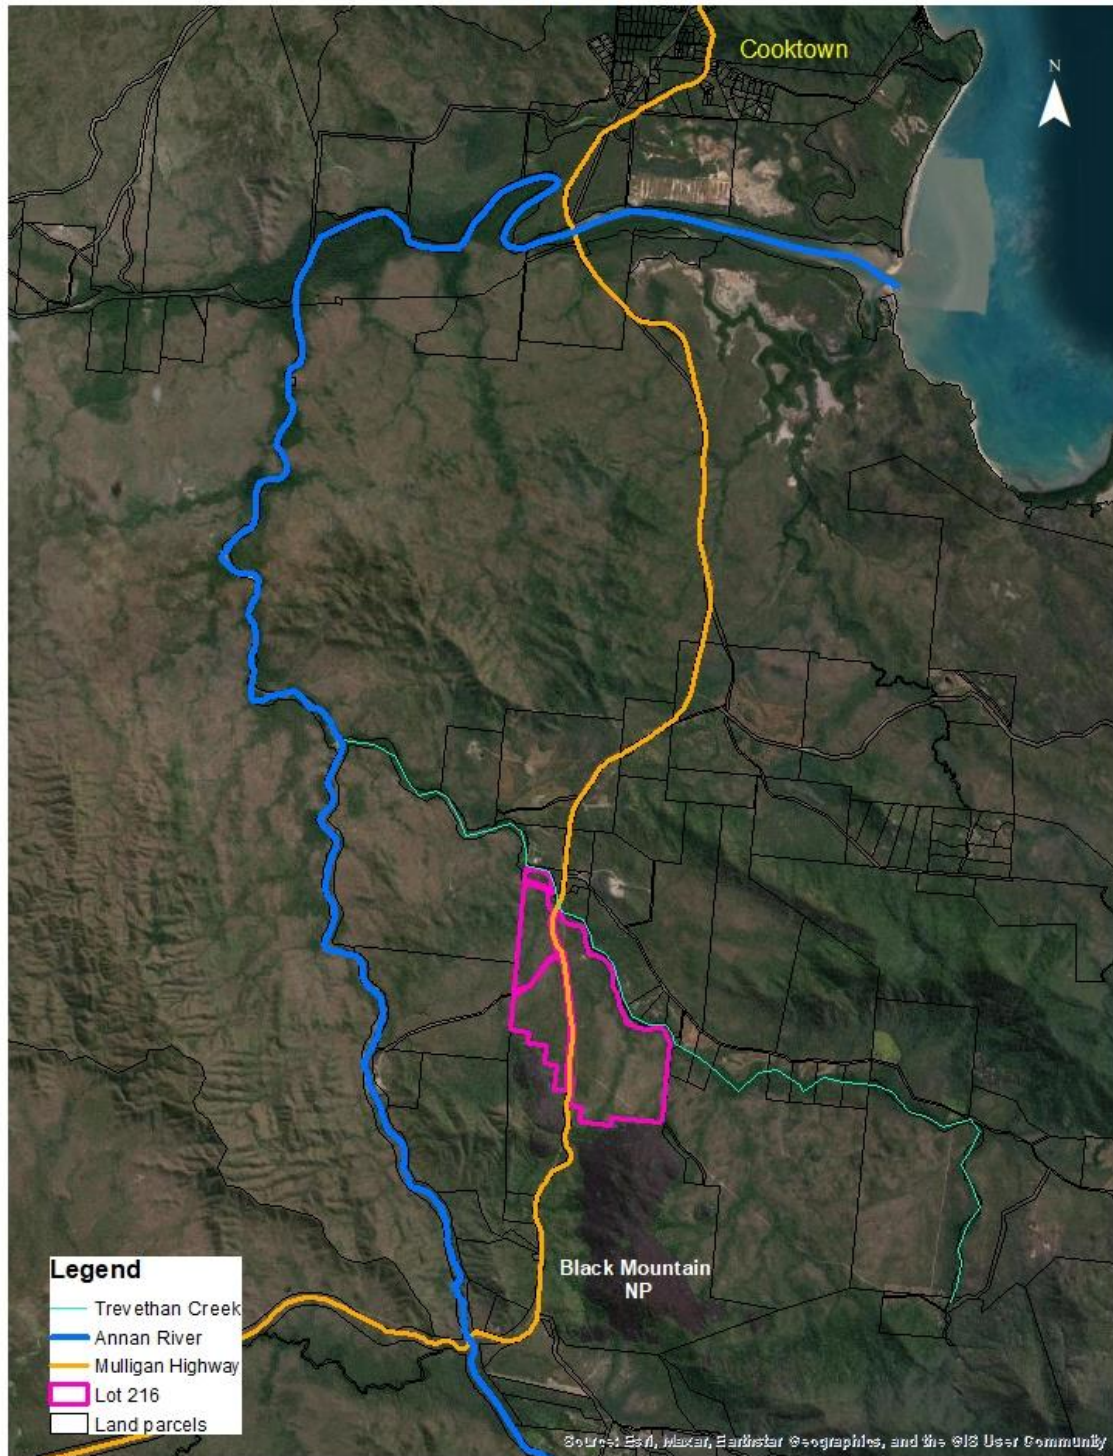 Cooktown
N
Black Mountain
NP
Legend
Trevethan Creek
Annan River
Mulligan Highway
Lot 216
Land parcels
Source: Esri, Maxar, Earthstar Geographics, and the GIS User Community